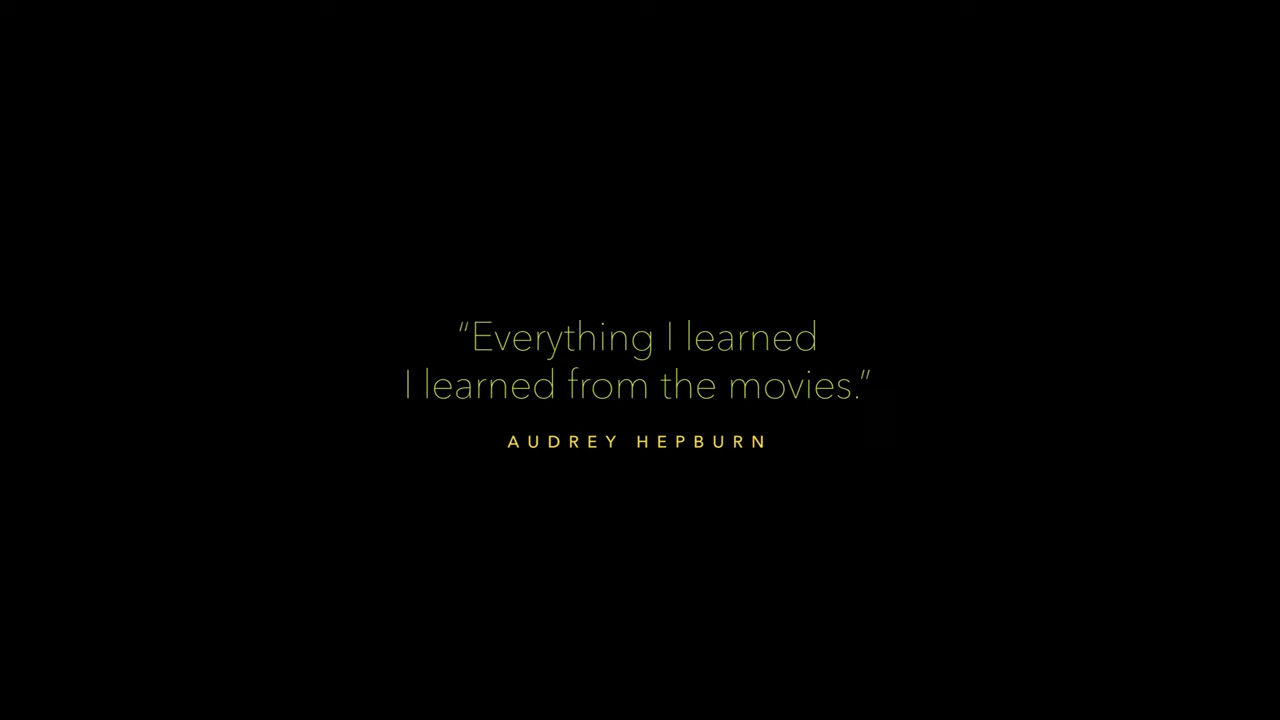 “Everything I learned
I learned from the movies.”
AUDREY HEPBURN